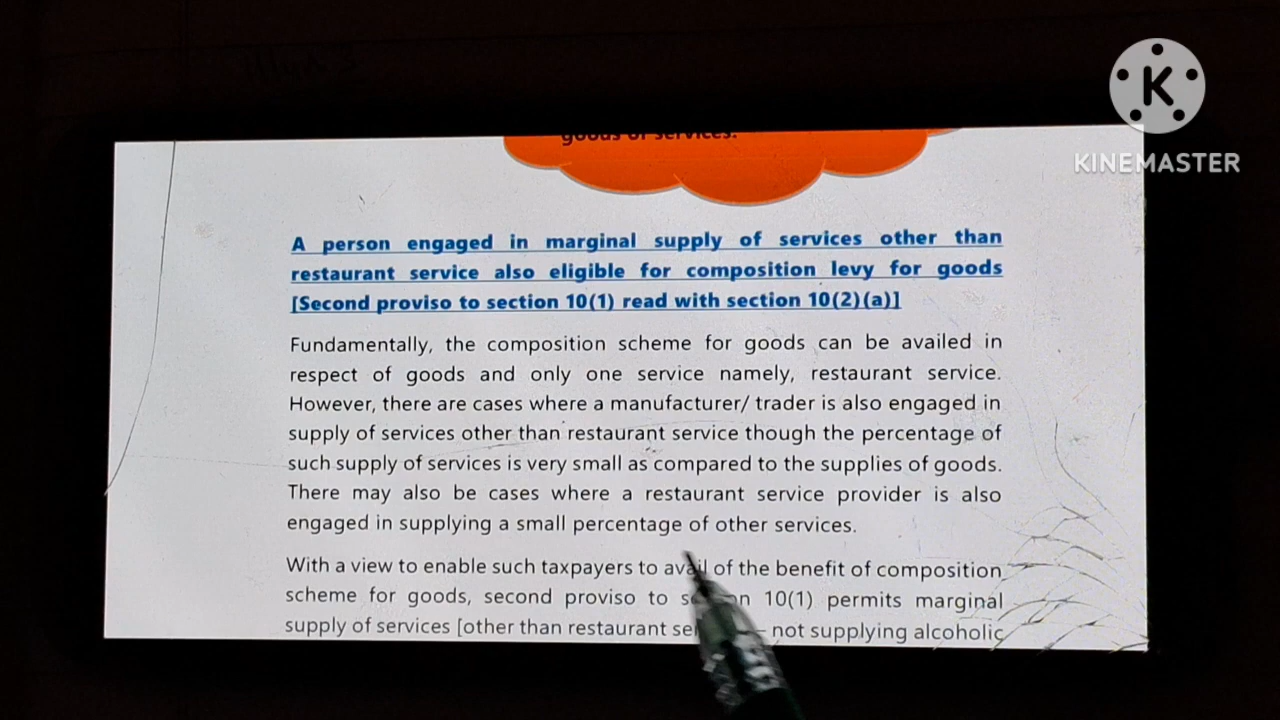 goods or services.
K
KINEMASTER
A person engaged in marginal supply of services other than
restaurant service also eligible for composition levy for goods
[Second proviso to section 10(1) read with section 10(2)(a)]
Fundamentally, the composition scheme for goods can be availed in
respect of goods and only one service namely, restaurant service.
However, there are cases where a manufacturer/ trader is also engaged in
supply of services other than restaurant service though the percentage of
such supply of services is very small as compared to the supplies of goods.
There may also be cases where a restaurant service provider is also
engaged in supplying a small percentage of other services.
With a view to enable such taxpayers to avail of the benefit of composition
scheme for goods, second proviso to section 10(1) permits marginal
supply of services [other than restaurant not supplying alcoholic